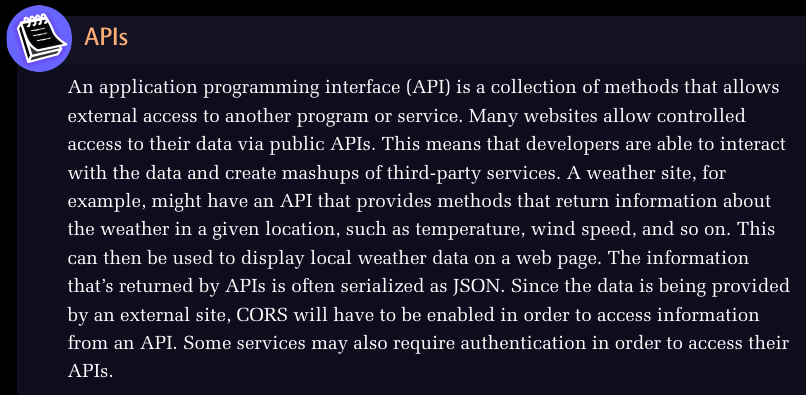 APIs
An application programming interface (API) is a collection of methods that allows
external access to another program or service. Many websites allow controlled
access to their data via public APIs. This means that developers are able to interact
with the data and create mashups of third-party services. A weather site, for
example, might have an API that provides methods that return information about
the weather in a given location, such as temperature, wind speed, and so on. This
can then be used to display local weather data on a web page. The information
that’s returned by APIs is often serialized as JSON. Since the data is being provided
by an external site, CORS will have to be enabled in order to access information
from an API. Some services may also require authentication in order to access their
APIs.